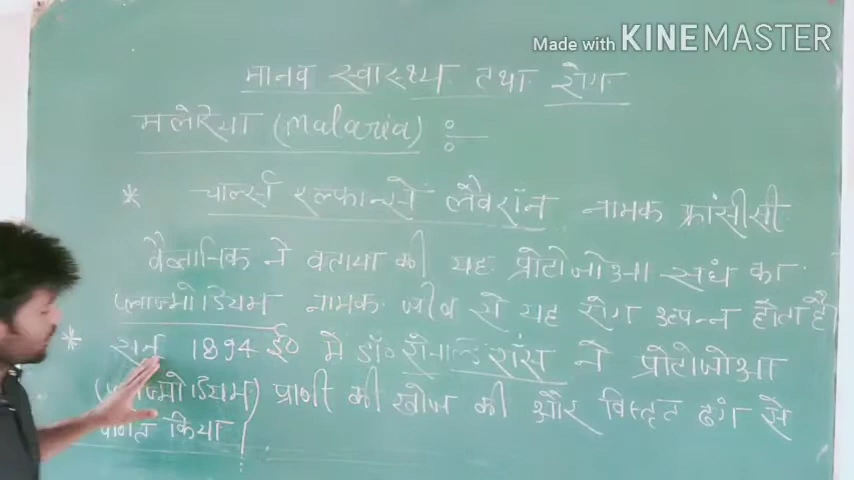 Made with KINEMASTER
मानव स्वास्थ्य तथा रोग
मलेरिया (Malaria) :—
* चार्ल्स एल्फान्सो लैवेरॉन नामक फ्रांसीसी
वैज्ञानिक ने बताया की यह प्रोटोजोआ संघ का
प्लाज्मोडियम नामक जीव से यह रोग उत्पन्न होता है
* सन 1894 ई० मे डॉ० रोनाल्ड रॉस ने प्रोटोजोआ
(प्लाज्मोडियम) प्राणी की खोज की और विस्तृत ढंग से
किया